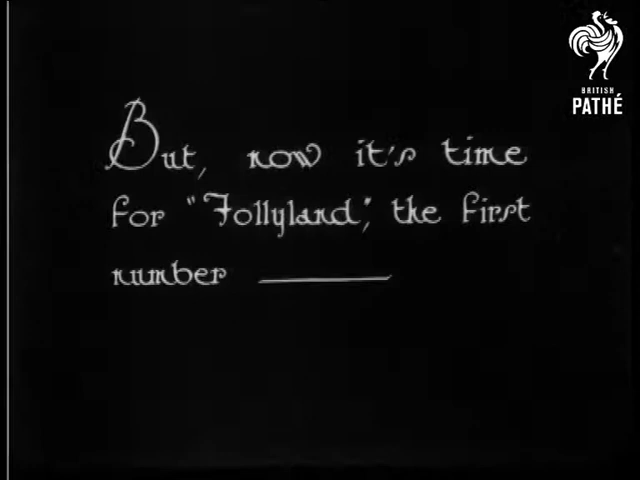 BRITISH
PATHÉ
But, now it's time
for "Follyland", the first
number ———